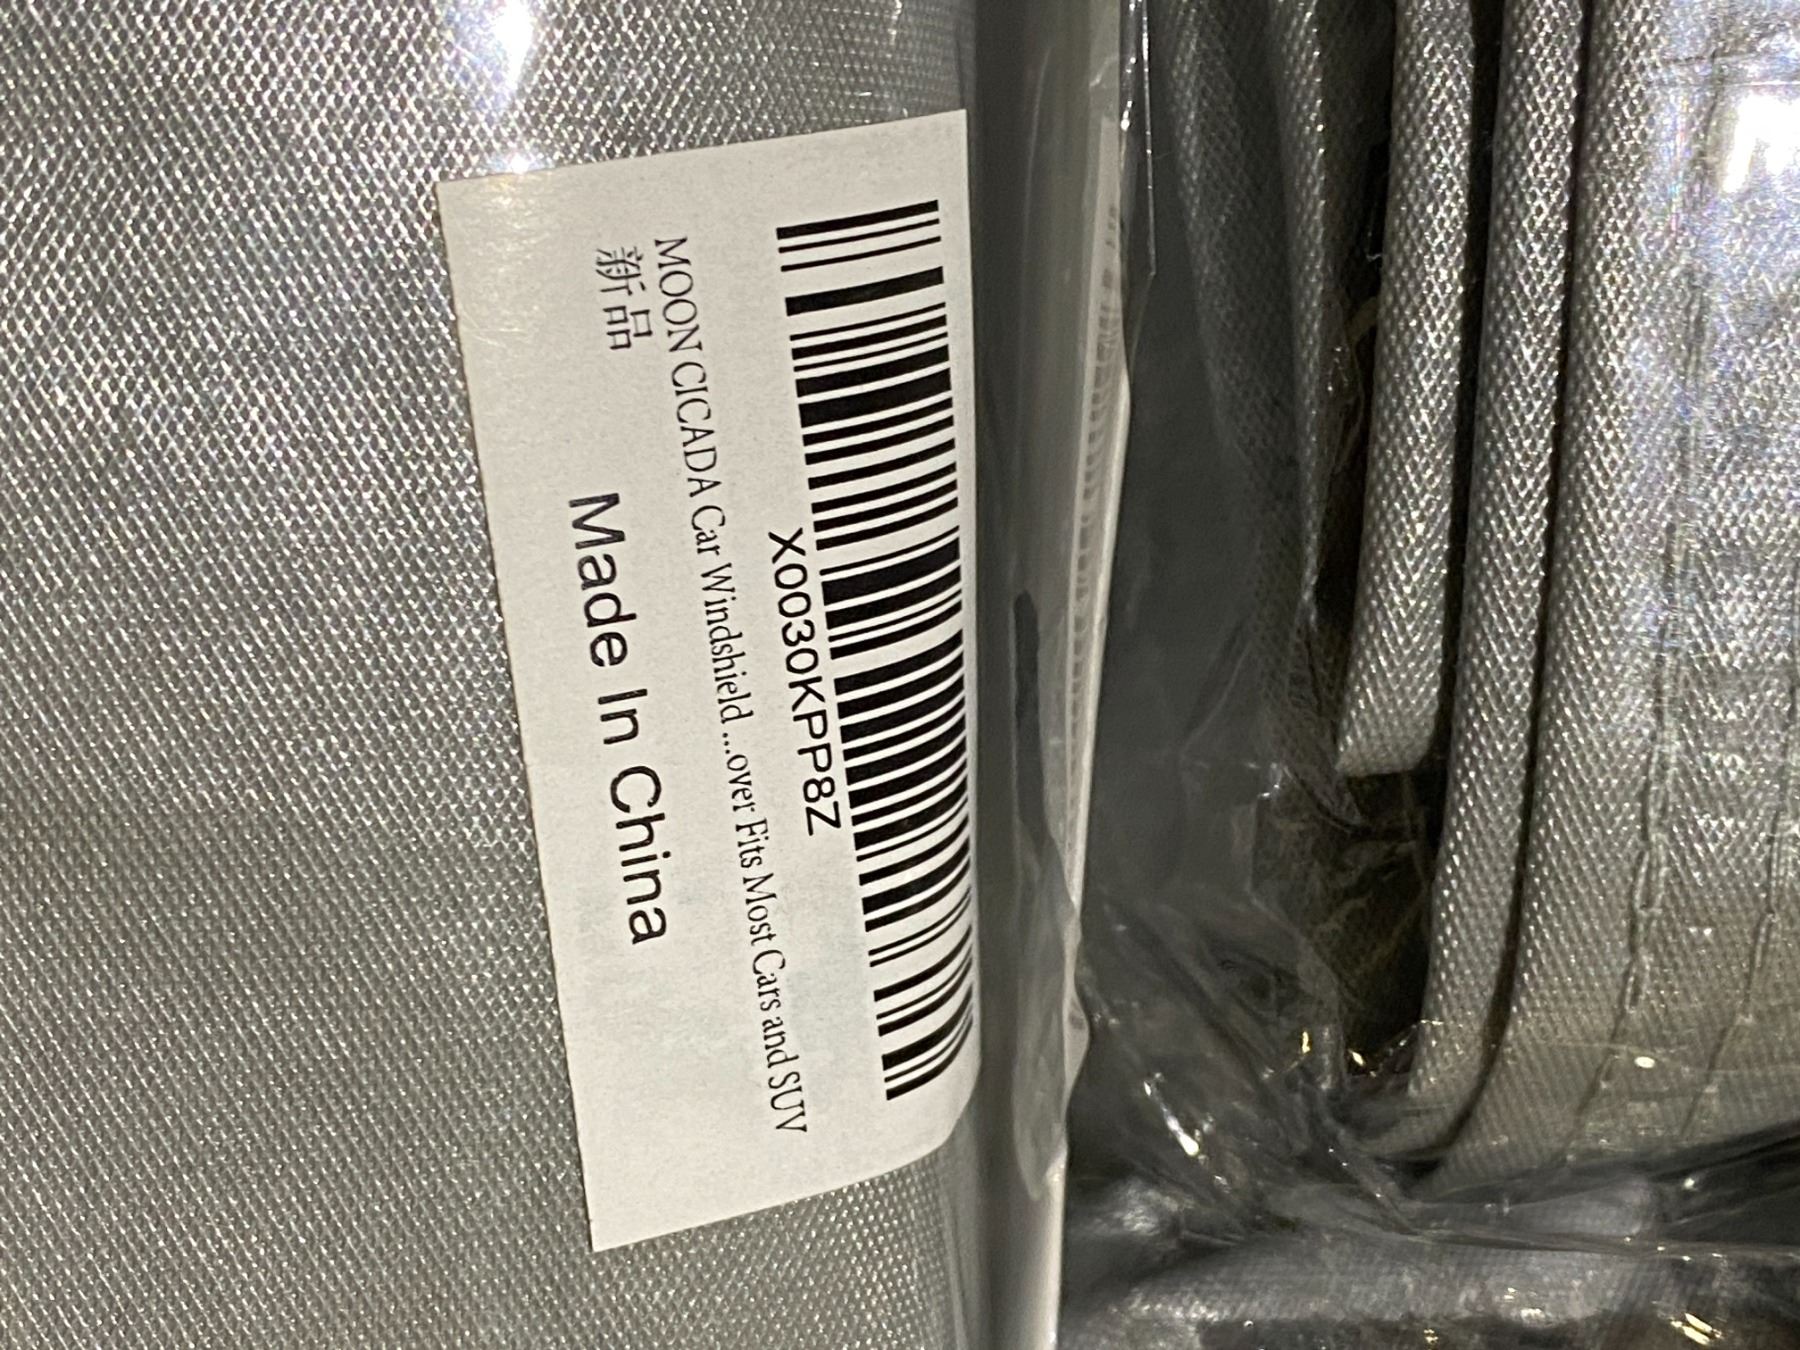 X0030KPP8Z
MOON CICADA Car Windshield ...over Fits Most Cars and SUV
新品
Made In China